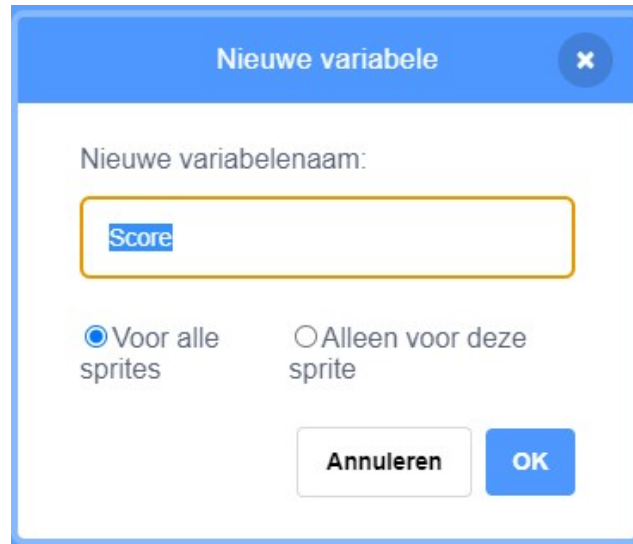 Nieuwe variabele
Nieuwe variabelenaam:
Score
Voor alle
sprites
Alleen voor deze
sprite
Annuleren
OK